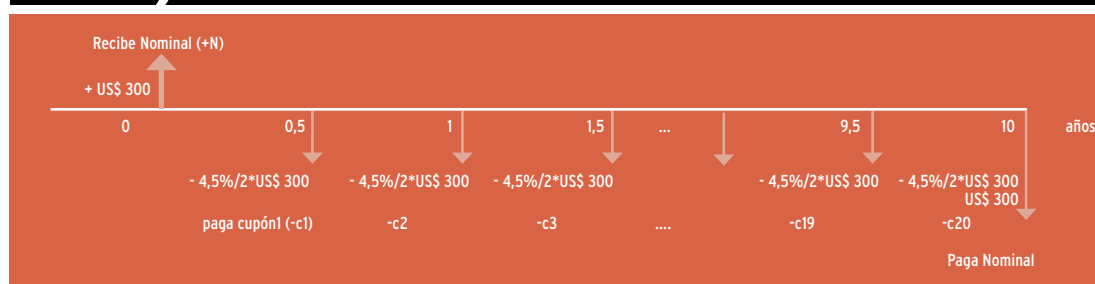 Recibe Nominal (+N)
+ US$ 300
0 0,5 1 1,5 ... 9,5 10 años
- 4,5%/2*US$ 300 - 4,5%/2*US$ 300 - 4,5%/2*US$ 300 - 4,5%/2*US$ 300 - 4,5%/2*US$ 300
US$ 300
paga cupón1 (-c1) -c2 -c3 .... -c19 -c20
Paga Nominal